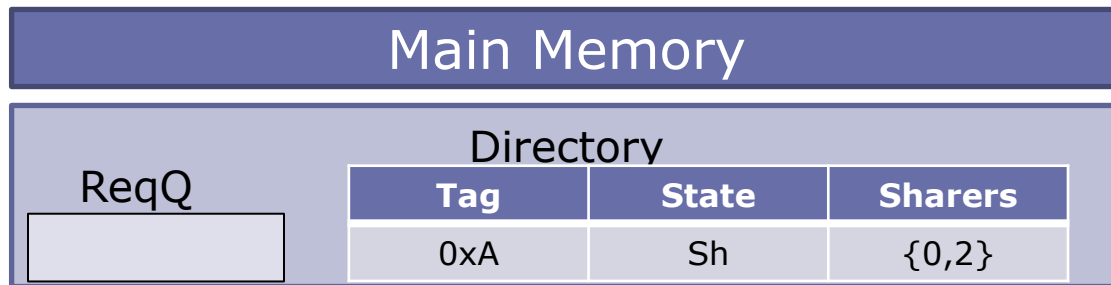 Main Memory
Directory
ReqQ
Tag State Sharers
0xA Sh {0,2}